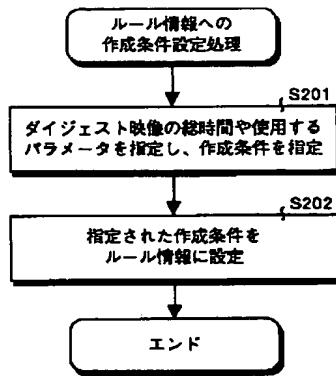 ルール情報への
作成条件設定処理
S201
ダイジェスト映像の総時間や使用する
パラメータを指定し、作成条件を指定
S202
指定された作成条件を
ルール情報に設定
エンド